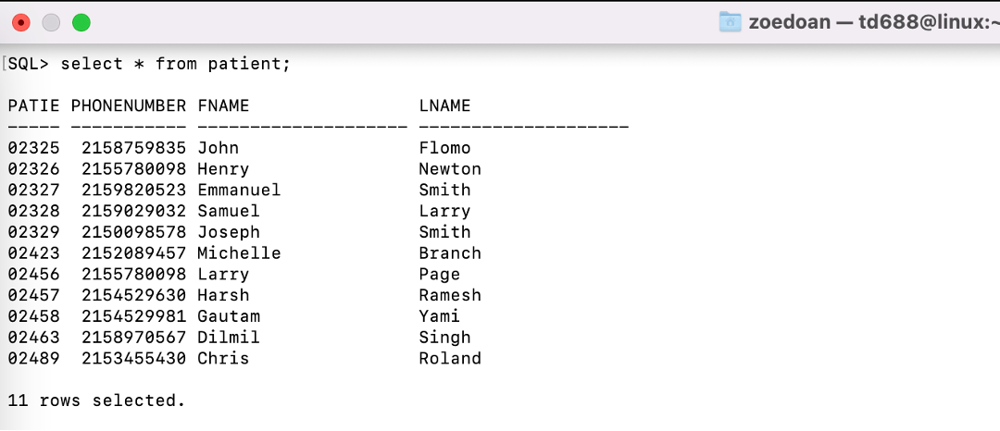 zoedoan — td688@linux:~
[SQL> select * from patient;
PATIE PHONENUMBER FNAME                LNAME
----- ----------- -------------------- --------------------
02325  2158759835 John                 Flomo
02326  2155780098 Henry                Newton
02327  2159820523 Emmanuel             Smith
02328  2159029032 Samuel               Larry
02329  2150098578 Joseph               Smith
02423  2152089457 Michelle             Branch
02456  2155780098 Larry                Page
02457  2154529630 Harsh                Ramesh
02458  2154529981 Gautam               Yami
02463  2158970567 Dilmil               Singh
02489  2153455430 Chris                Roland
11 rows selected.